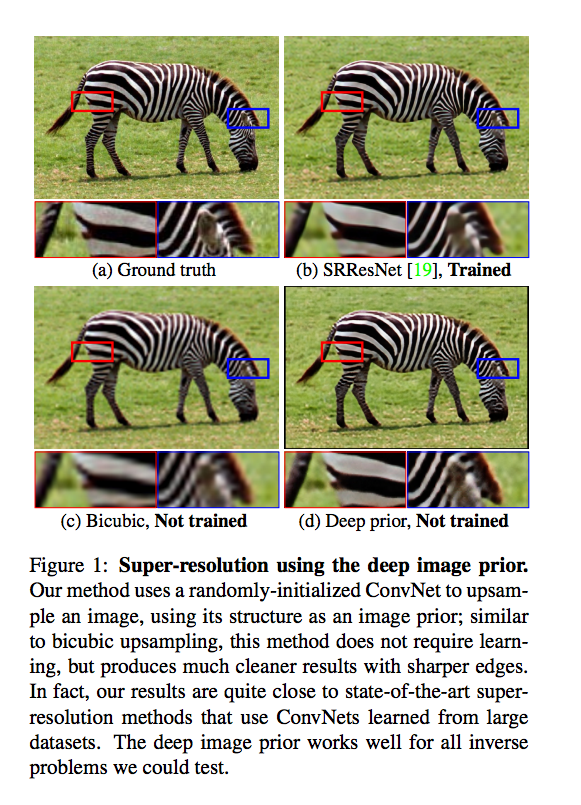 (a) Ground truth
(b) SRResNet [19], Trained
(c) Bicubic, Not trained
(d) Deep prior, Not trained
Figure 1: Super-resolution using the deep image prior.
Our method uses a randomly-initialized ConvNet to upsam-
ple an image, using its structure as an image prior; similar
to bicubic upsampling, this method does not require learn-
ing, but produces much cleaner results with sharper edges.
In fact, our results are quite close to state-of-the-art super-
resolution methods that use ConvNets learned from large
datasets. The deep image prior works well for all inverse
problems we could test.